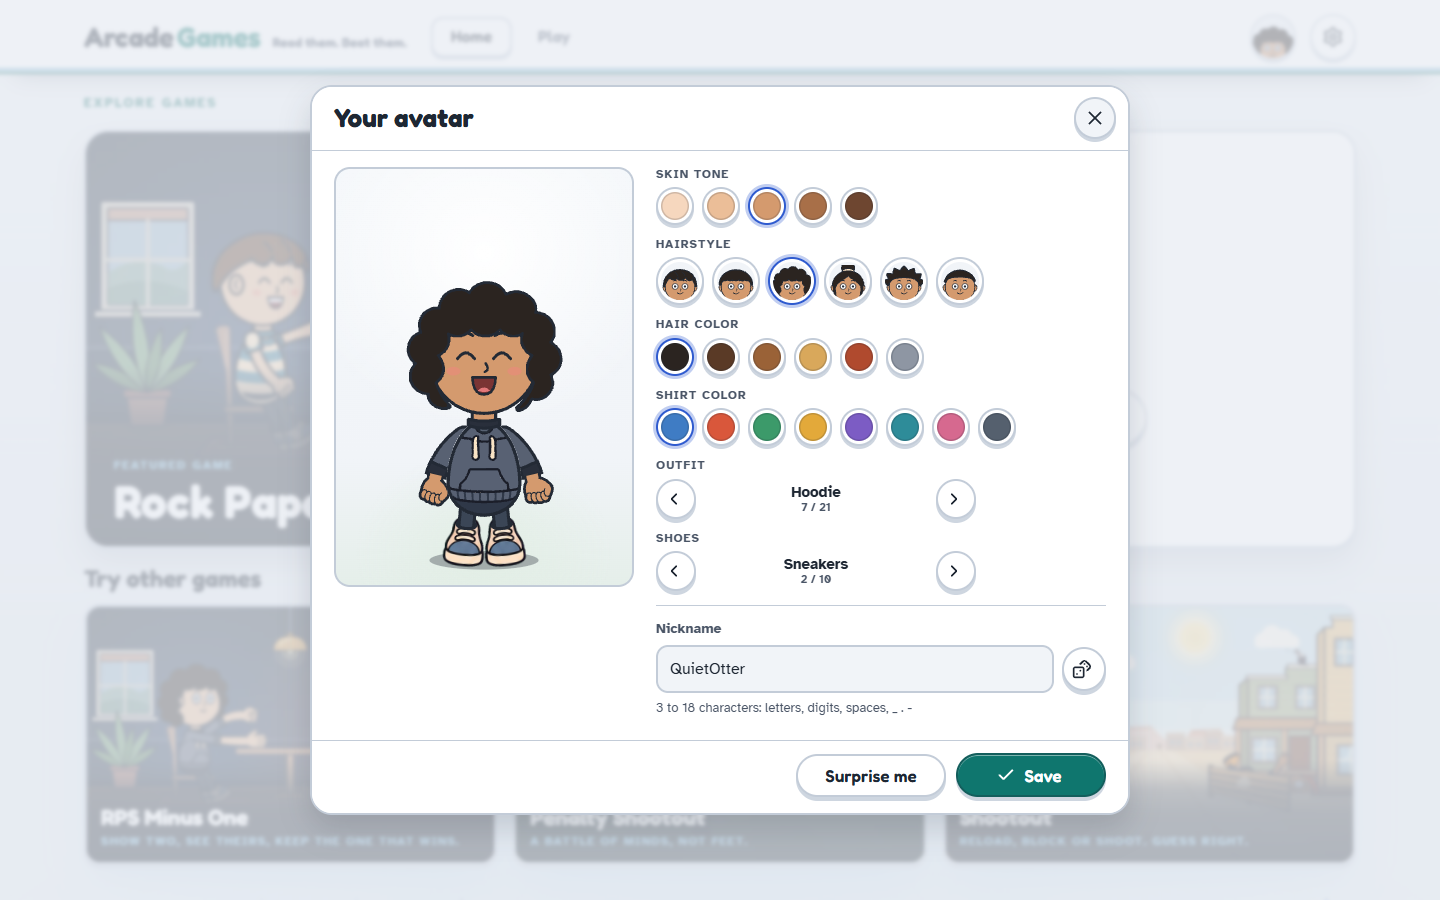 Arcade Games Read them. Beat them. Home Play
EXPLORE GAMES
Your avatar
SKIN TONE
HAIRSTYLE
HAIR COLOR
SHIRT COLOR
OUTFIT
Hoodie
7 / 21
SHOES
Sneakers
2 / 10
Nickname
QuietOtter
3 to 18 characters: letters, digits, spaces, _ . -
Surprise me
Save
FEATURED GAME
Rock Pape
Try other games
RPS Minus One
SHOW TWO, SEE THEIRS, KEEP THE ONE THAT WINS.
Penalty Shootout
A BATTLE OF MINDS, NOT FEET.
Shootout
RELOAD, BLOCK OR SHOOT. GUESS RIGHT.